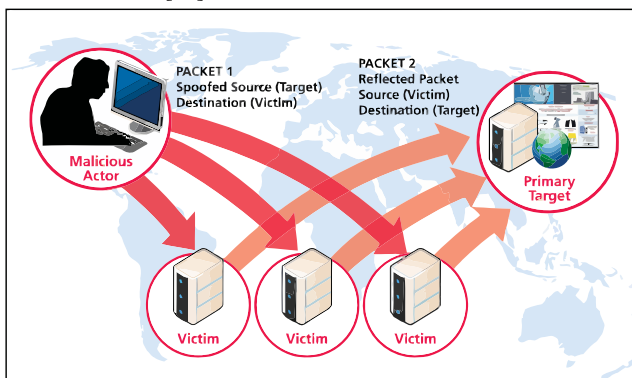 PACKET 1
Spoofed Source (Target)
Destination (Victim)
PACKET 2
Reflected Packet
Source (Victim)
Destination (Target)
Malicious
Actor
Primary
Target
Victim
Victim
Victim